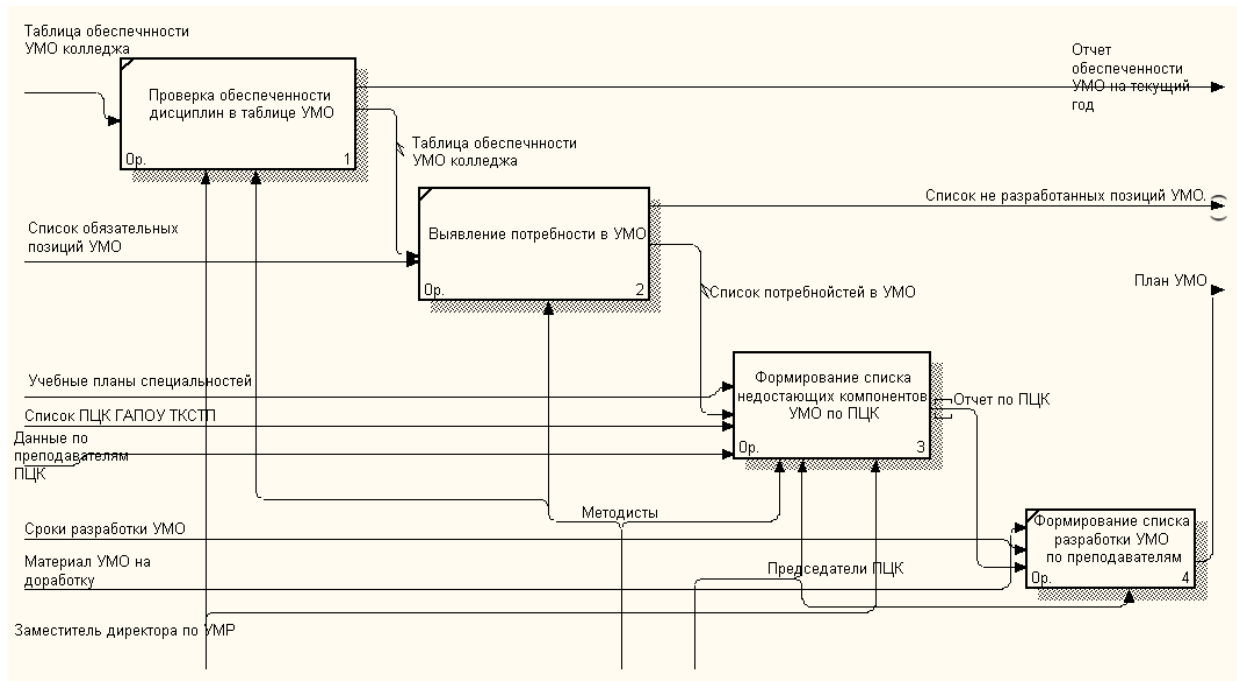 Таблица обеспечнности
УМО колледжа
Отчет
обеспеченности
УМО на текущий
год
Проверка обеспеченности
дисциплин в таблице УМО
0р.
1
Таблица обеспечнности
УМО колледжа
Список не разработанных позиций УМО.
Список обязательных
позиций УМО
Выявление потребности в УМО
0р.
2
План УМО
Список потребнойстей в УМО
Учебные планы специальностей
Формирование списка
недостающих компонентов
УМО по ПЦК
0р.
3
Отчет по ПЦК
Список ПЦК ГАПОУ ТКСТП
Данные по
преподавателям
ПЦК
Методисты
Сроки разработки УМО
Формирование списка
разработки УМО
по преподавателям
0р.
4
Материал УМО на
доработку
Председатели ПЦК
Заместитель директора по УМР